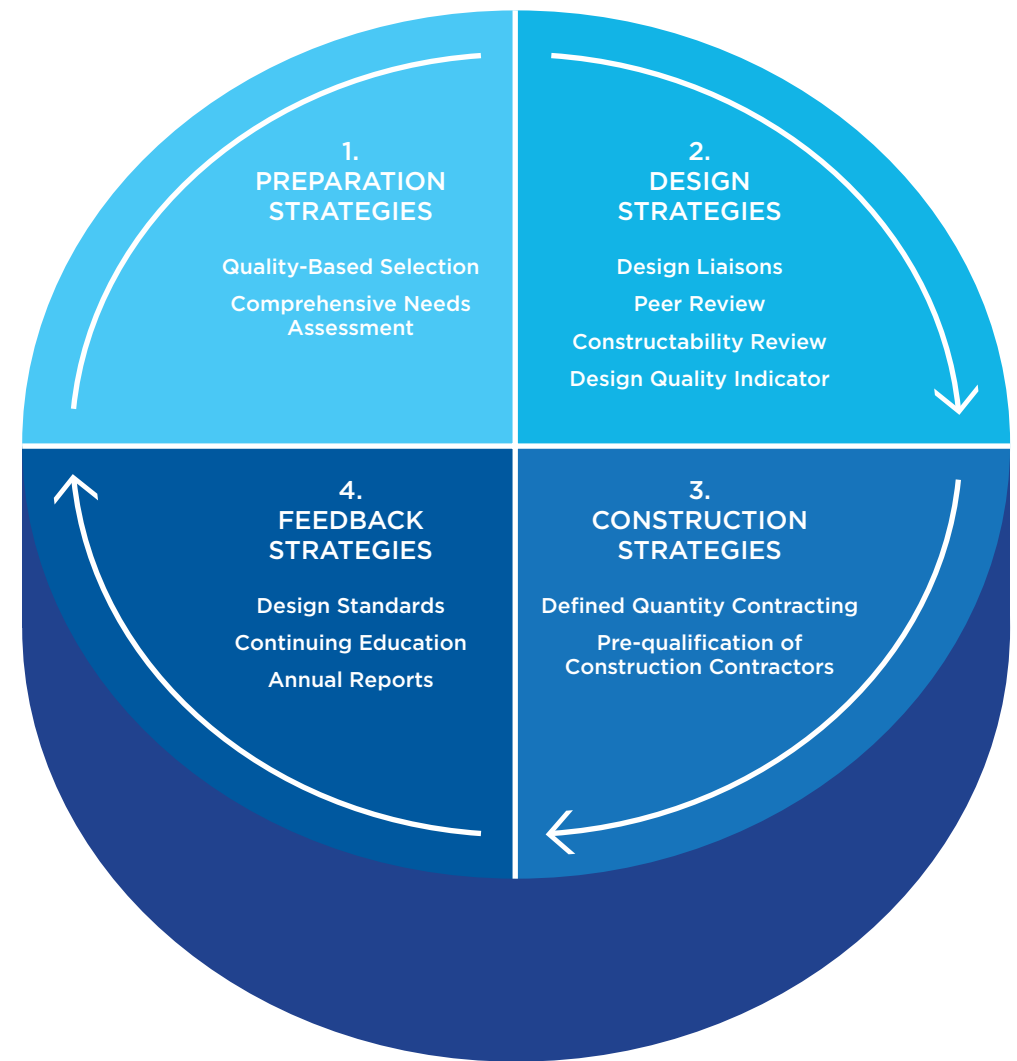 1.
PREPARATION
STRATEGIES
Quality-Based Selection
Comprehensive Needs
Assessment
2.
DESIGN
STRATEGIES
Design Liaisons
Peer Review
Constructability Review
Design Quality Indicator
3.
CONSTRUCTION
STRATEGIES
Defined Quantity Contracting
Pre-qualification of
Construction Contractors
4.
FEEDBACK
STRATEGIES
Design Standards
Continuing Education
Annual Reports